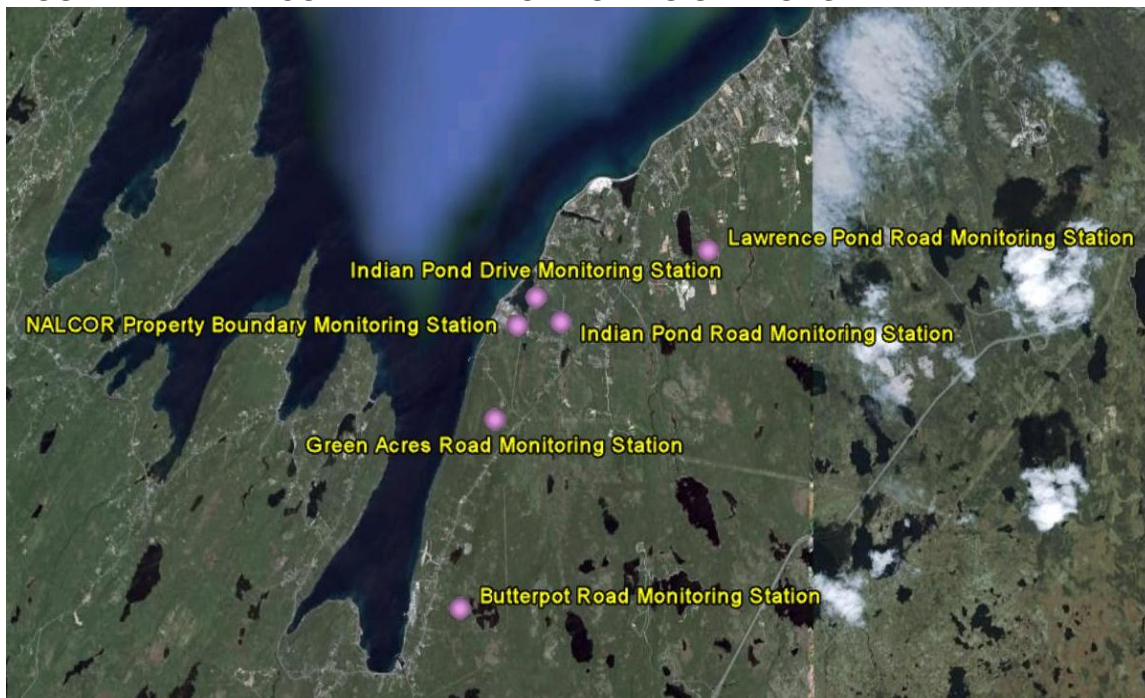 Lawrence Pond Road Monitoring Station
Indian Pond Drive Monitoring Station
NALCOR Property Boundary Monitoring Station
Indian Pond Road Monitoring Station
Green Acres Road Monitoring Station
Butterpot Road Monitoring Station